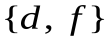 {d, f}